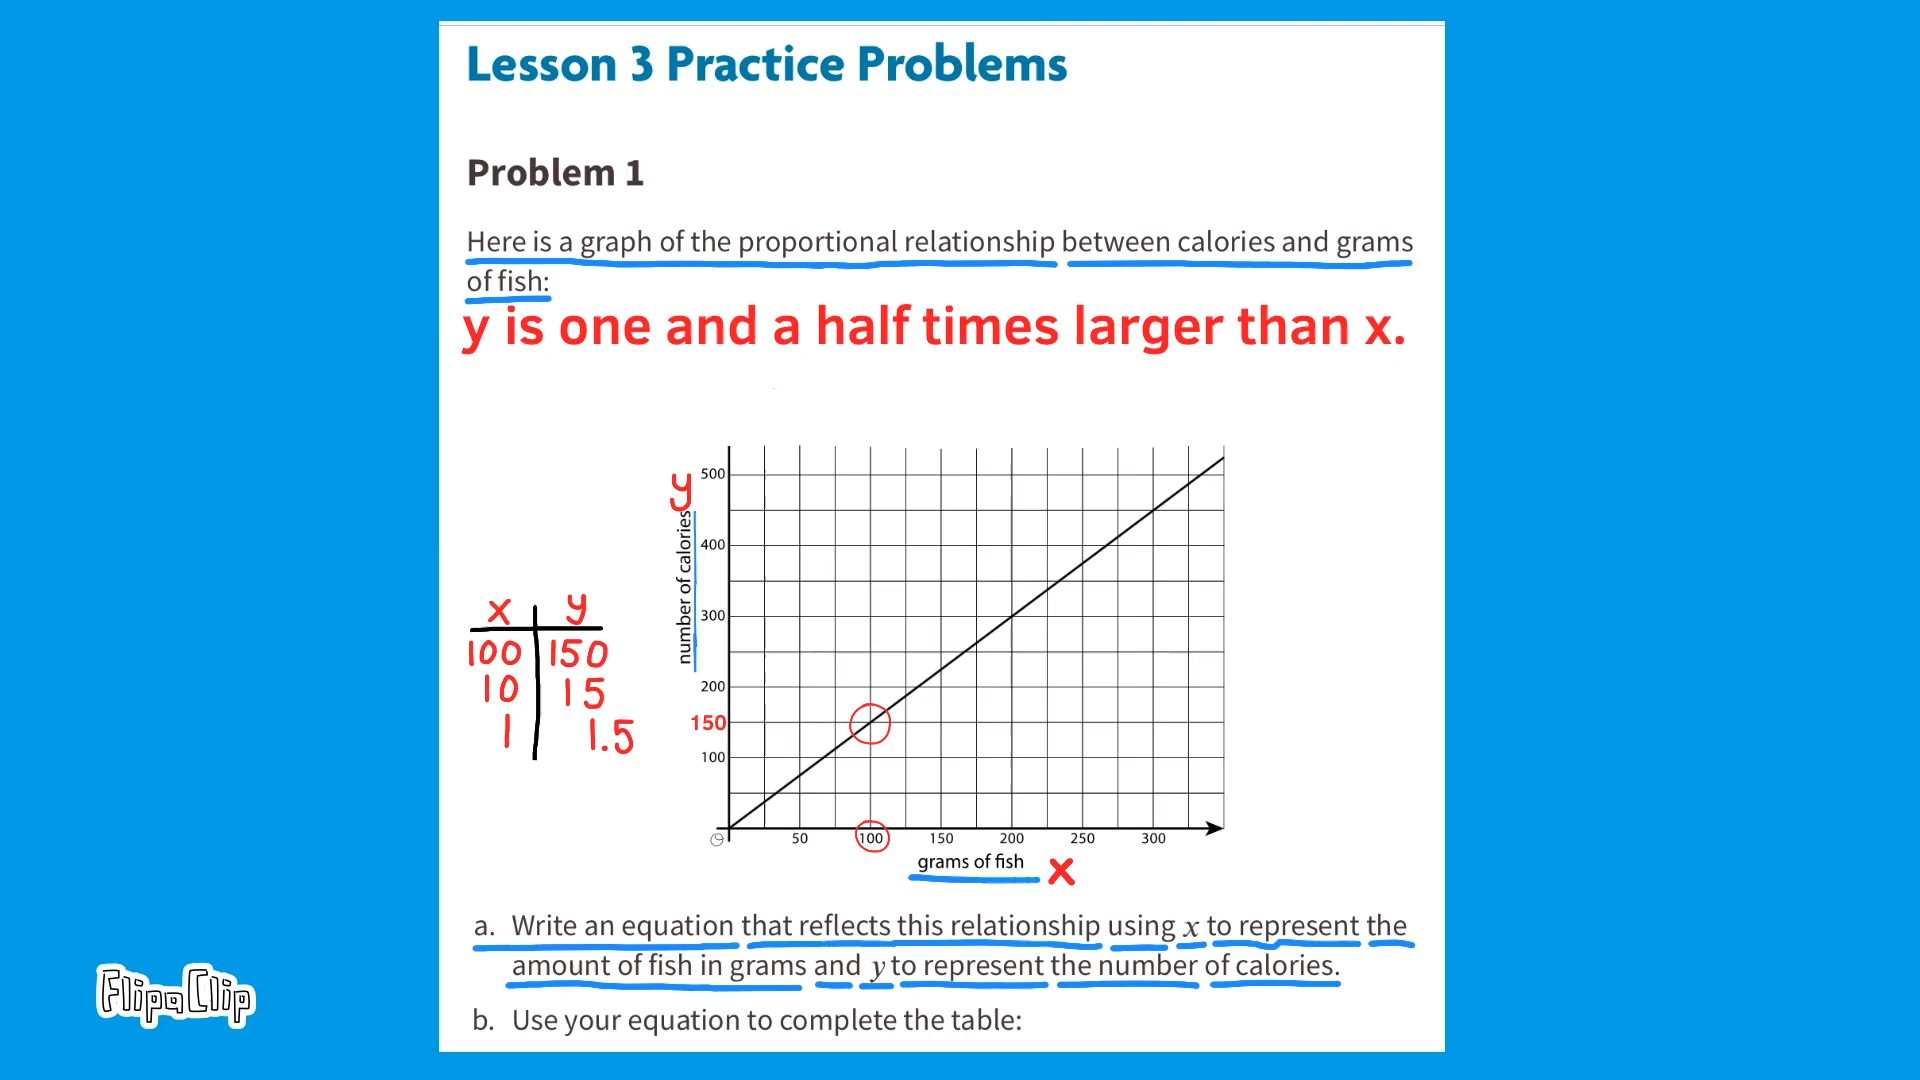 Lesson 3 Practice Problems
Problem 1
Here is a graph of the proportional relationship between calories and grams
of fish:
y is one and a half times larger than x.
x y
100 150
10 15
1 1.5
y
number of calories
500
400
300
200
150
100
0
50 100 150 200 250 300
grams of fish x
a. Write an equation that reflects this relationship using x to represent the
amount of fish in grams and y to represent the number of calories.
b. Use your equation to complete the table:
FlipaClip